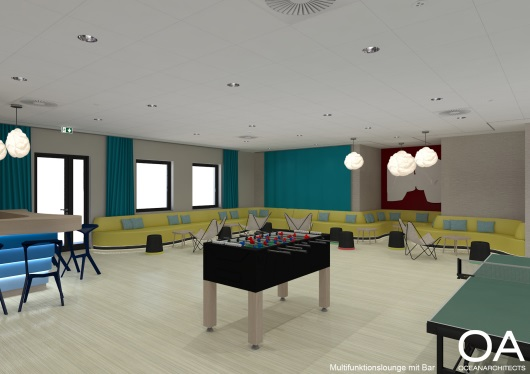 OA
Multifunktionslounge mit Bar
OCEANARCHITECTS